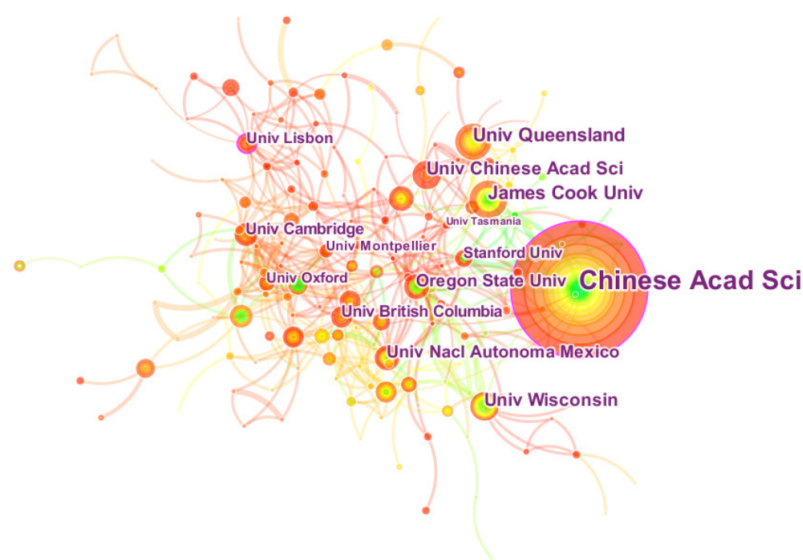 Univ Queensland
Univ Lisbon
Univ Chinese Acad Sci
James Cook Univ
Univ Tasmania
Univ Cambridge
Univ Montpellier
Stanford Univ
Univ Oxford
Oregon State Univ
Chinese Acad Sci
Univ British Columbia
Univ Nacl Autonoma Mexico
Univ Wisconsin